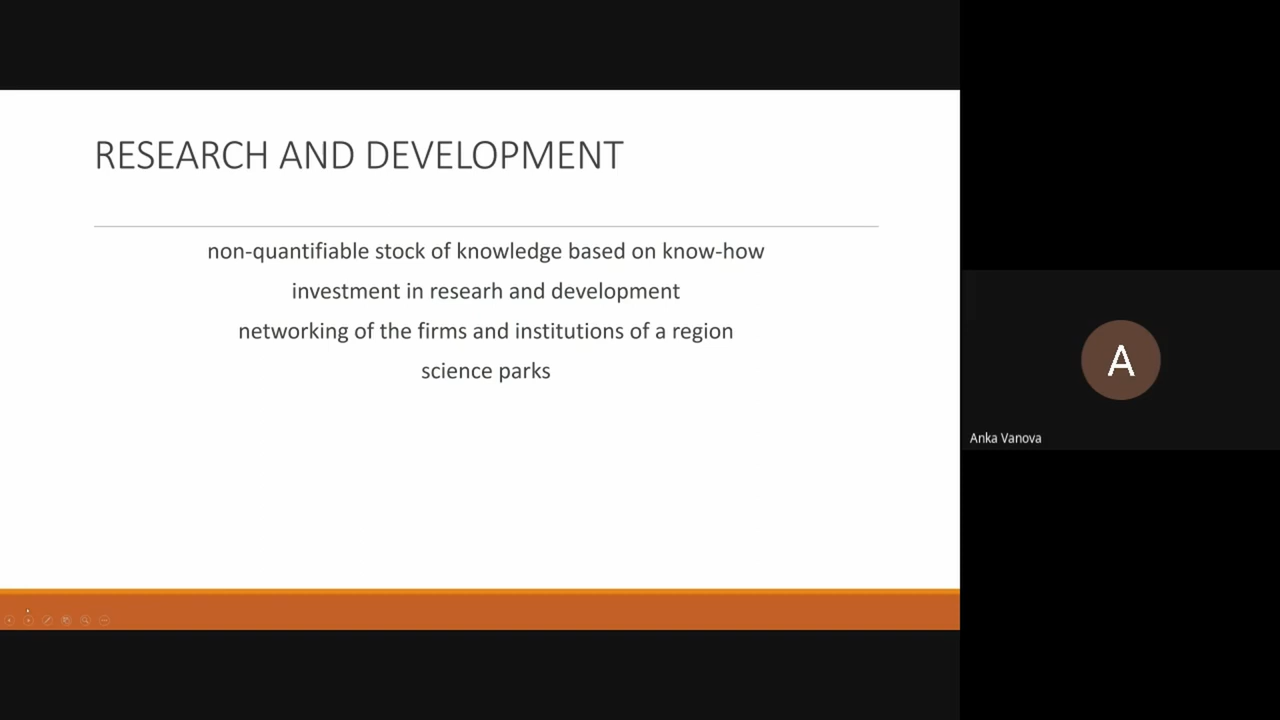 RESEARCH AND DEVELOPMENT
non-quantifiable stock of knowledge based on know-how
investment in researh and development
networking of the firms and institutions of a region
science parks
A
Anka Vanova